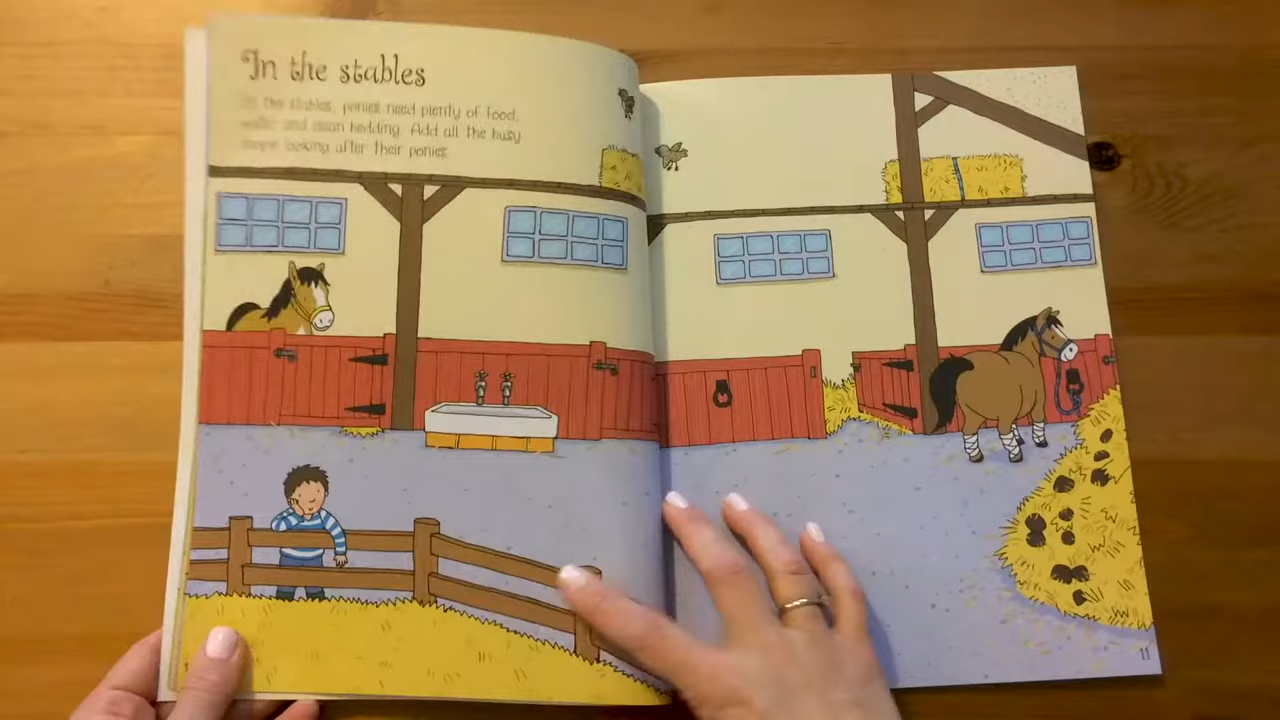 In the stables
In the stables, ponies need plenty of food,
water and clean bedding. Add all the busy
people looking after their ponies.
11